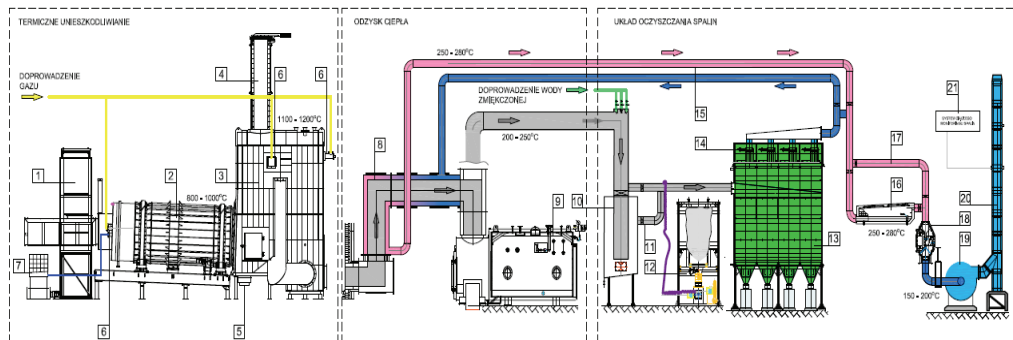 TERMICZNE UNIESZKODLIWIANIE
ODZYSK CIEPŁA
UKŁAD OCZYSZCZANIA SPALIN
250-280°C
DOPROWADZENIE
GAZU
4
6
6
1100-1200°C
DOPROWADZENIE WODY
ZMIĘKCZONEJ
15
21
200-250°C
8
14
17
1
2
3
800-1000°C
16
20
9
10
250-280°C
18
11
13
19
7
12
150-200°C
6
5